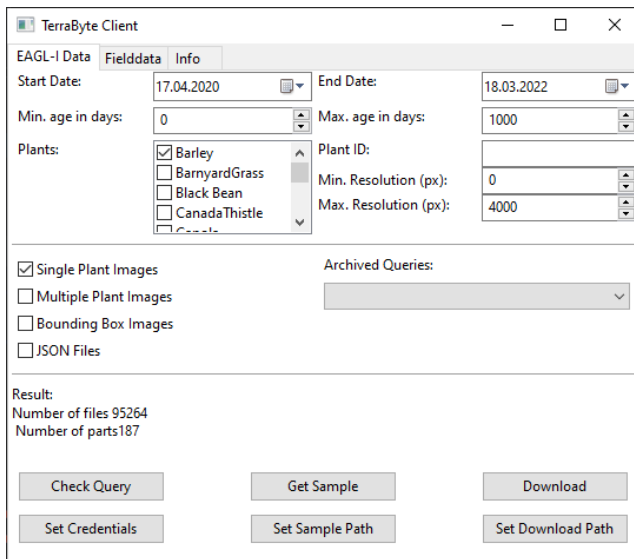 TerraByte Client
EAGL-I Data Fielddata Info
Start Date: 17.04.2020 End Date: 18.03.2022
Min. age in days: 0 Max. age in days: 1000
Plants: Barley Plant ID:
BarnyardGrass
Min. Resolution (px): 0
Black Bean
Max. Resolution (px): 4000
CanadaThistle
Canola
Single Plant Images Archived Queries:
Multiple Plant Images
Bounding Box Images
JSON Files
Result:
Number of files 95264
Number of parts187
Check Query Get Sample Download
Set Credentials Set Sample Path Set Download Path